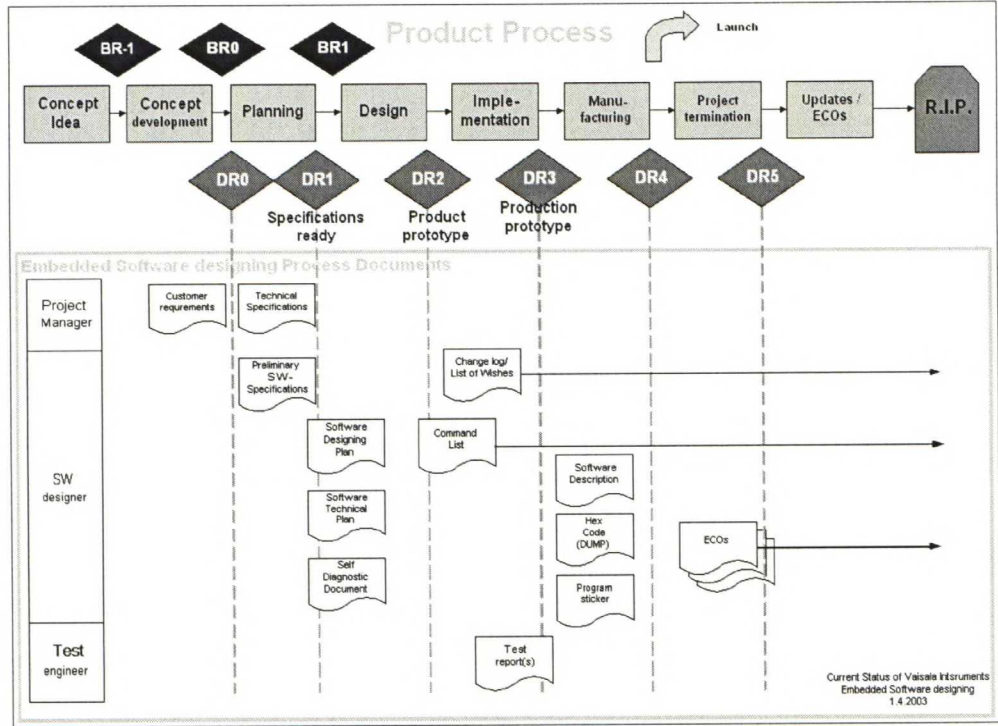 Product Process
BR-1
BR0
BR1
Launch
Concept
Idea
Concept
development
Planning
Design
Imple-
mentation
Manu-
facturing
Project
termination
Updates /
ECOs
R.I.P.
DR0
DR1
DR2
DR3
DR4
DR5
Specifications
ready
Product
prototype
Production
prototype
Embedded Software designing Process Documents
Project
Manager
Customer
requrements
Technical
Specifications
SW
designer
Preliminary
SW-
Specifications
Change log/
List of Wishes
Software
Designing
Plan
Command
List
Software
Description
Software
Technical
Plan
Hex
Code
(DUMP)
ECOs
Self
Diagnostic
Document
Program
sticker
Test
engineer
Test
report(s)
Current Status of Vaisala Intsruments
Embedded Software designing
1.4.2003